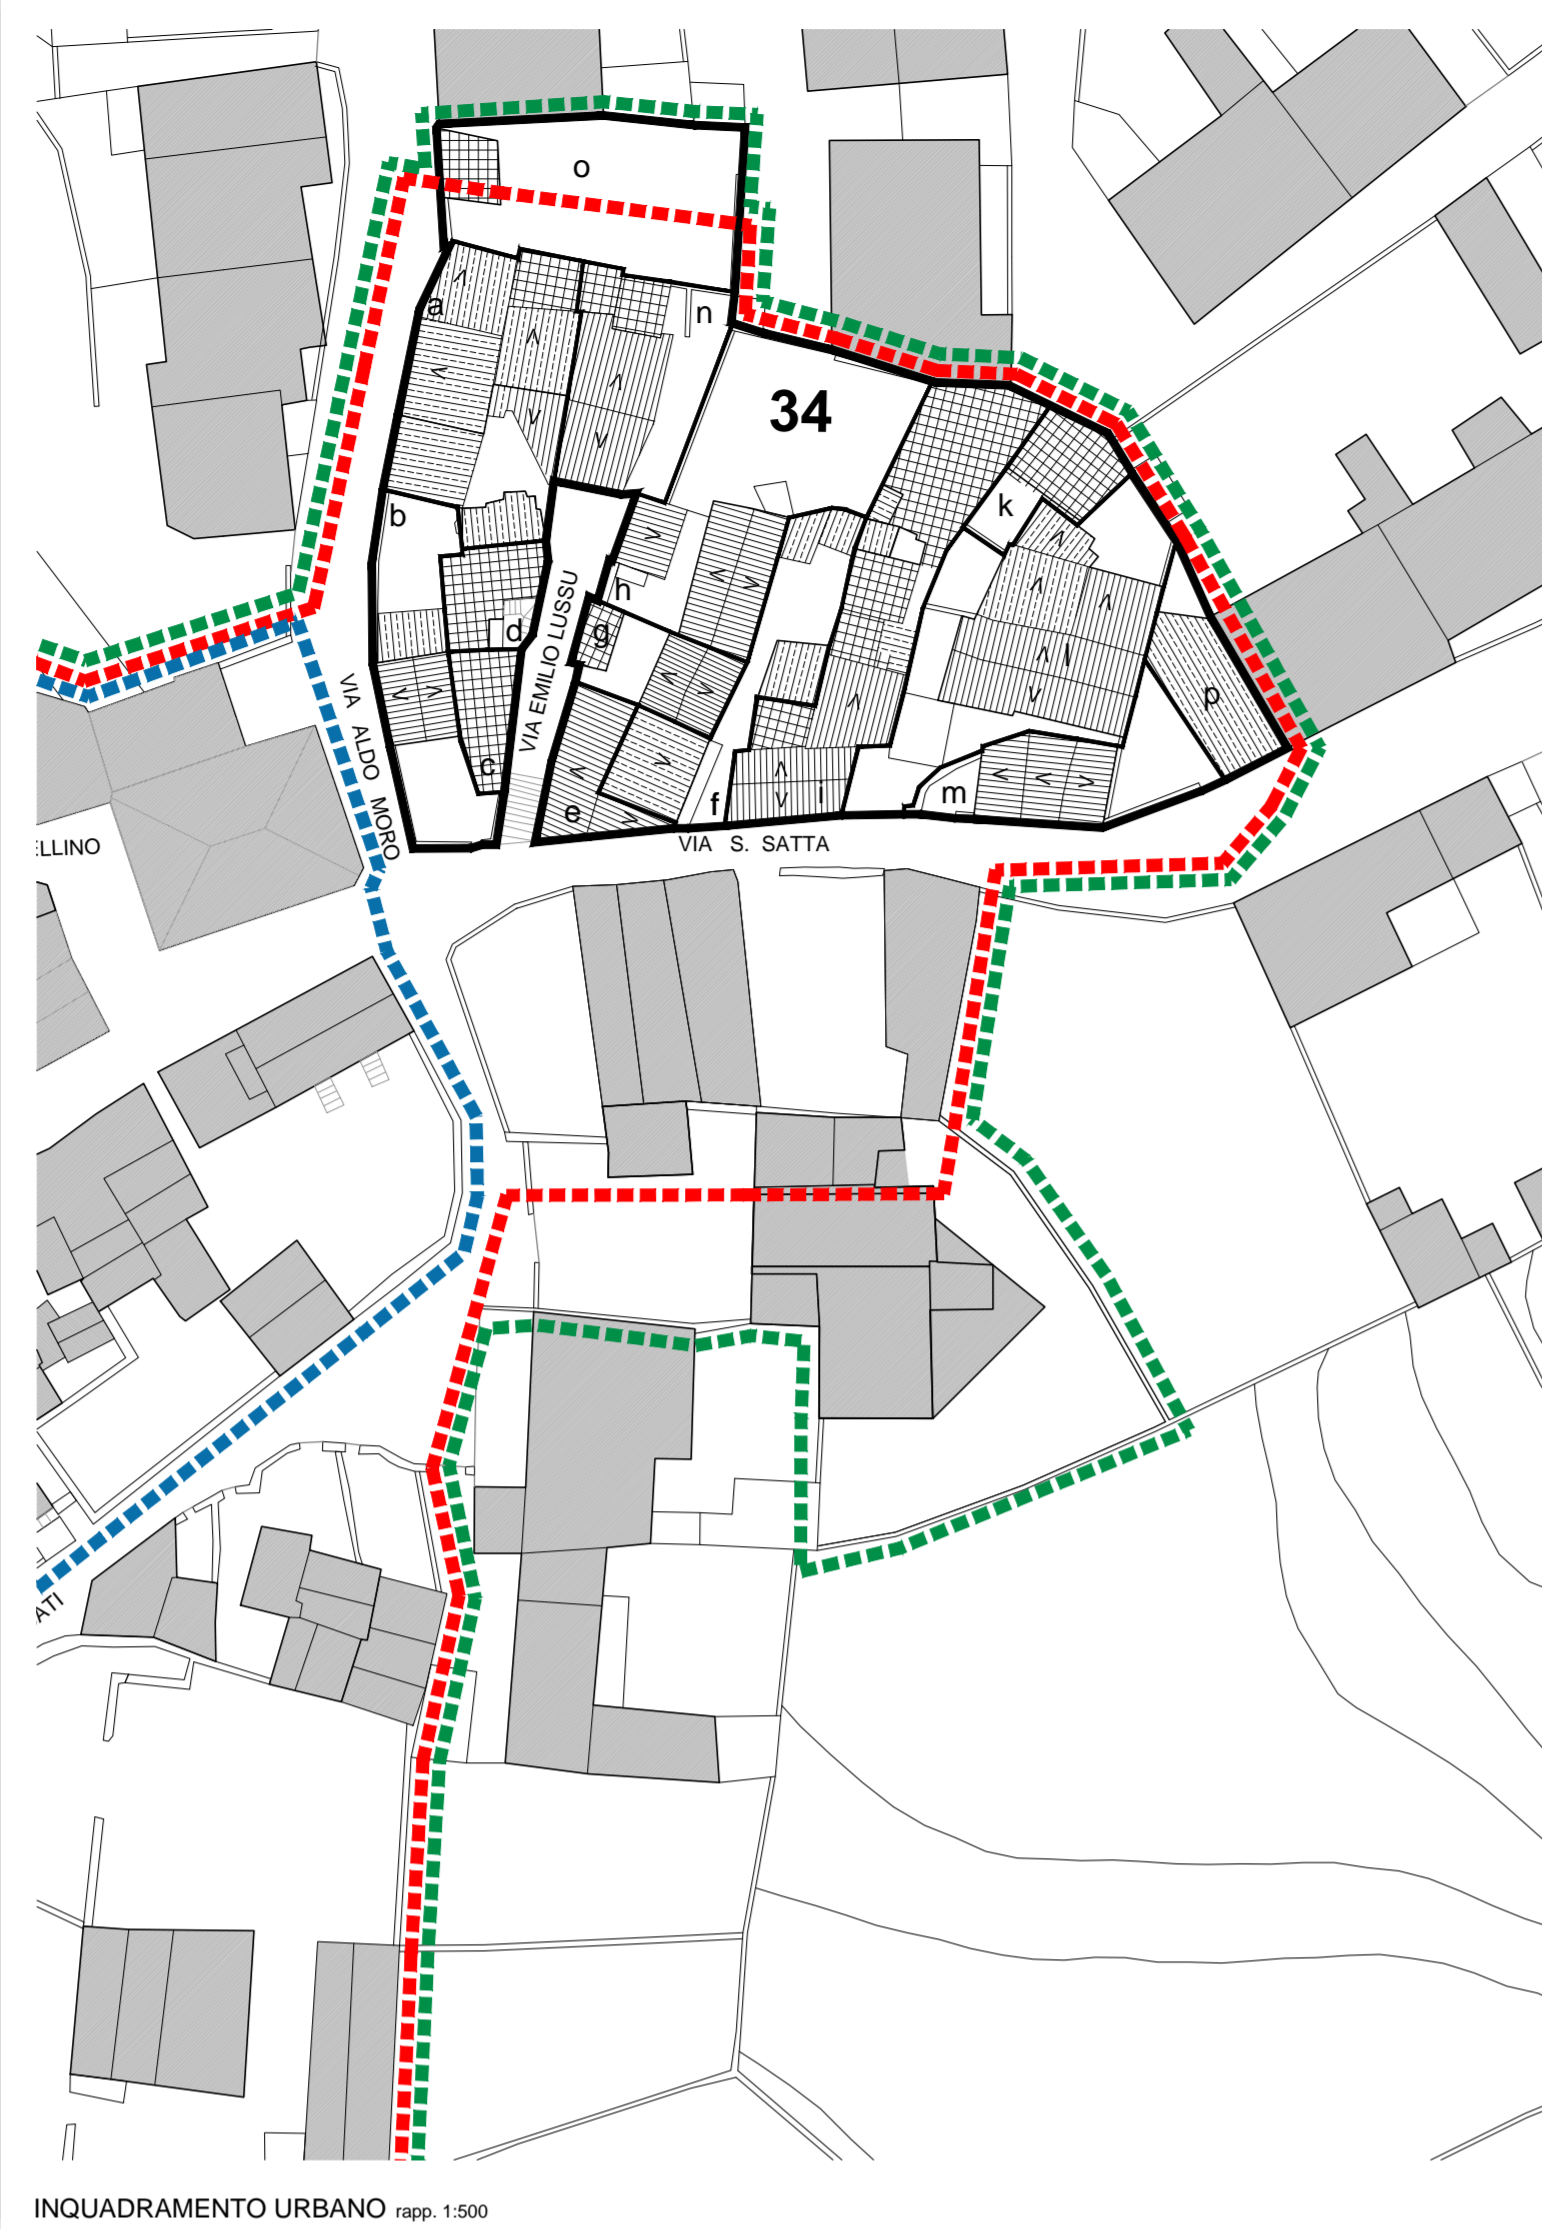 o
a
n
34
b
k
h
d
g
VIA EMILIO LUSSU
l
p
VIA ALDO MORO
c
e
f
i
m
VIA S. SATTA
ELLINO
ATI
INQUADRAMENTO URBANO rapp. 1:500